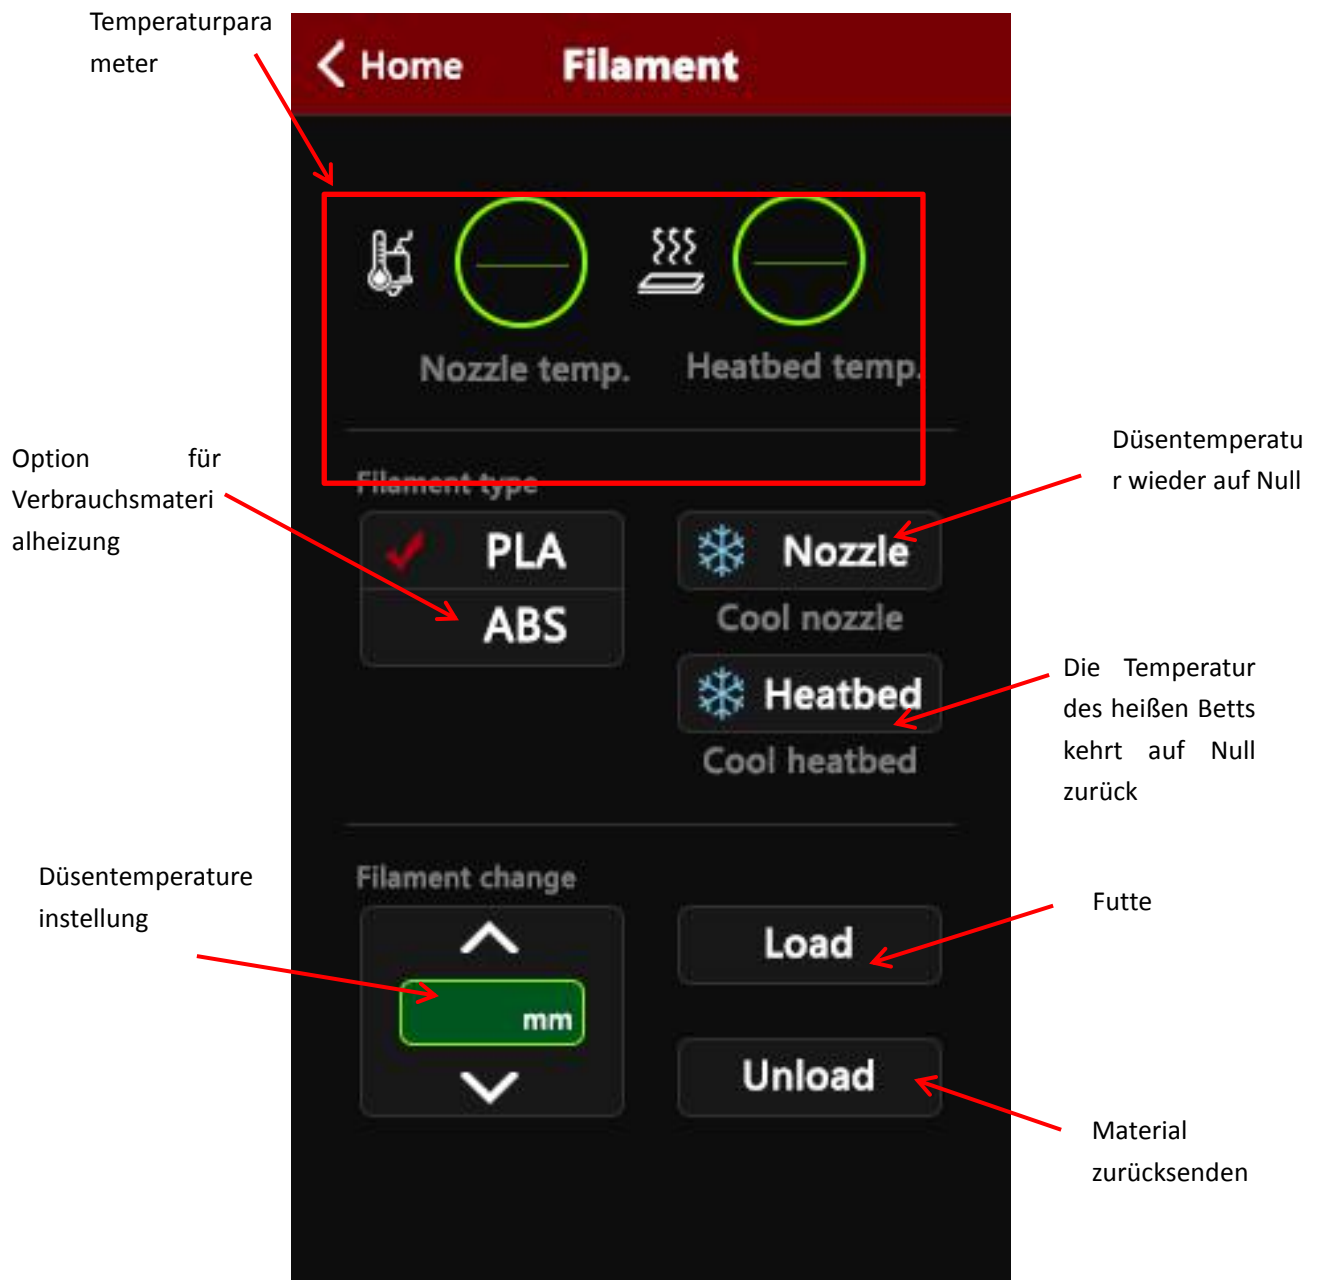 Temperaturpara
meter
Home
Filament
Nozzle temp.
Heatbed temp.
Option für
Verbrauchsmateri
alheizung
Filament type
PLA
ABS
Nozzle
Cool nozzle
Heatbed
Cool heatbed
Düsentemperatu
r wieder auf Null
Die Temperatur
des heißen Betts
kehrt auf Null
zurück
Düsentemperature
instellung
Filament change
mm
Load
Unload
Futte
Material
zurücksenden